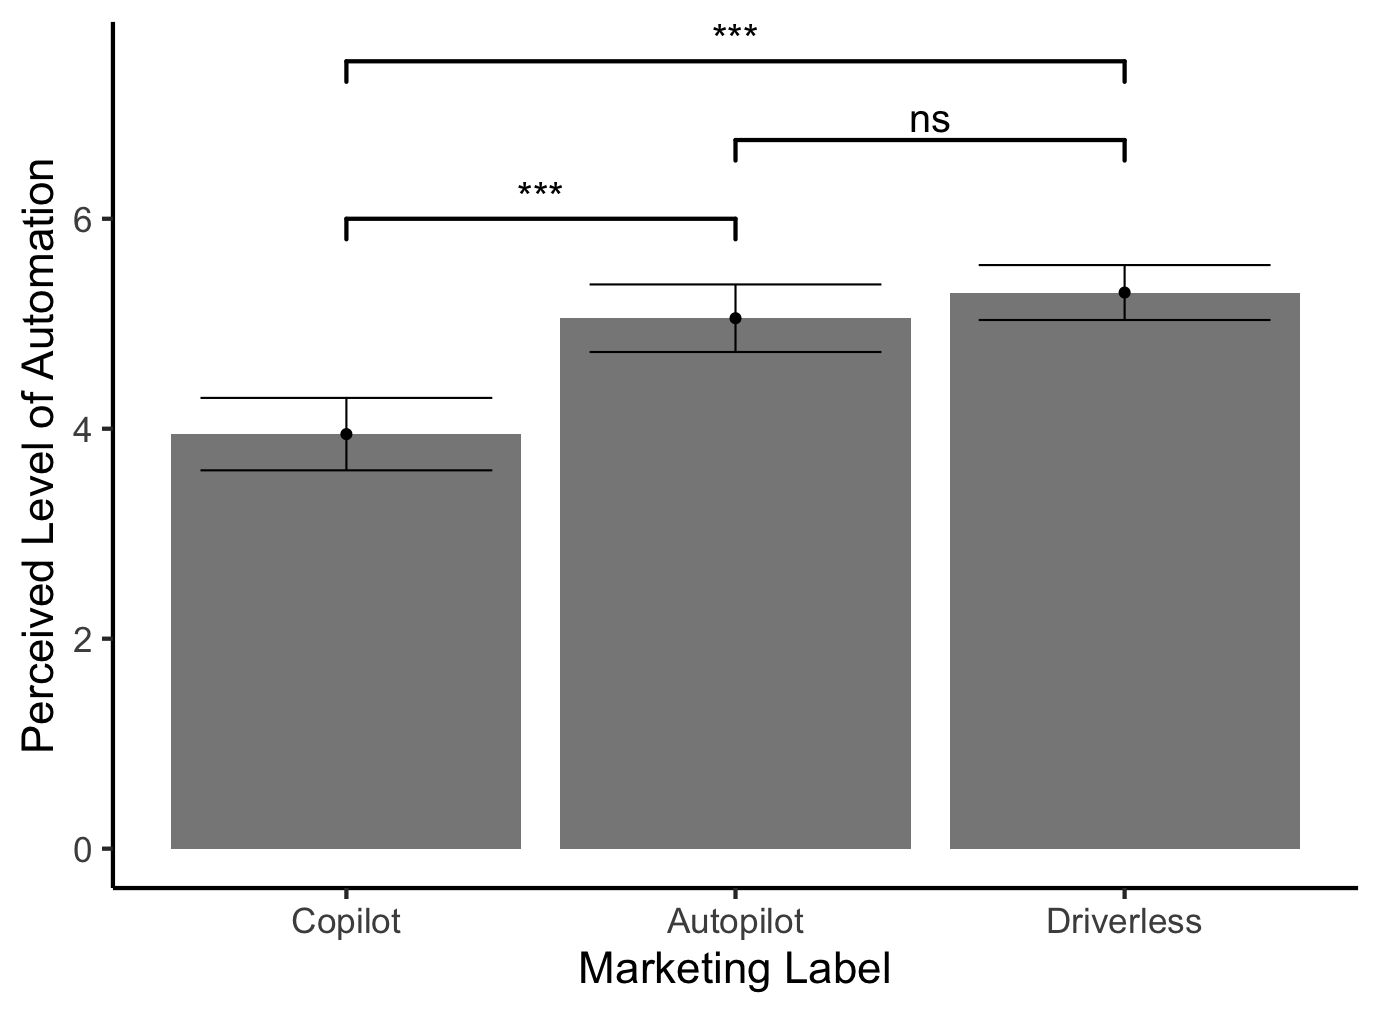 ***
ns
***
Perceived Level of Automation
6
4
2
0
Copilot Autopilot Driverless
Marketing Label